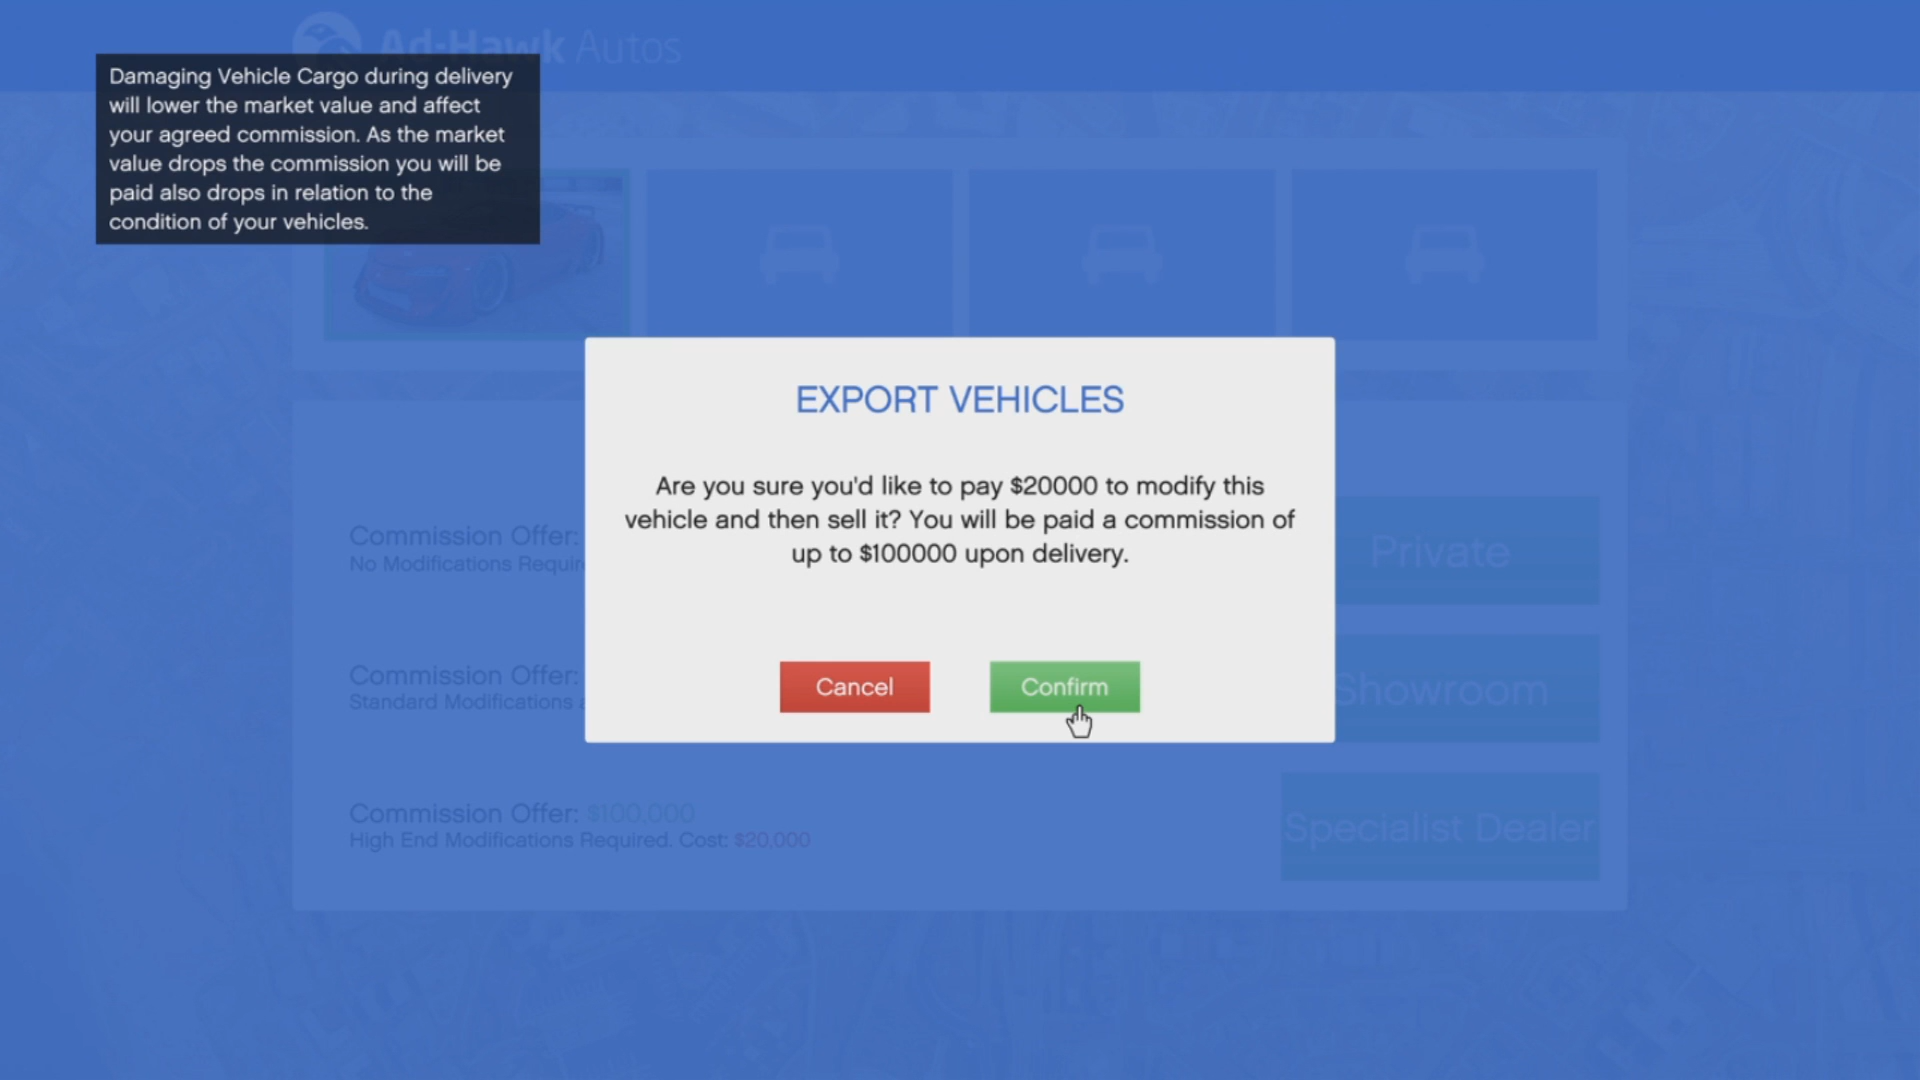 Ad-Hawk Autos
Damaging Vehicle Cargo during delivery
will lower the market value and affect
your agreed commission. As the market
value drops the commission you will be
paid also drops in relation to the
condition of your vehicles.
EXPORT VEHICLES
Are you sure you'd like to pay $20000 to modify this
vehicle and then sell it? You will be paid a commission of
up to $100000 upon delivery.
Cancel
Confirm
Commission Offer:
No Modifications
Private
Commission Offer:
Standard Modifications
Showroom
Commission Offer: $100,000
High End Modifications Required. Cost: $20,000
Specialist Dealer